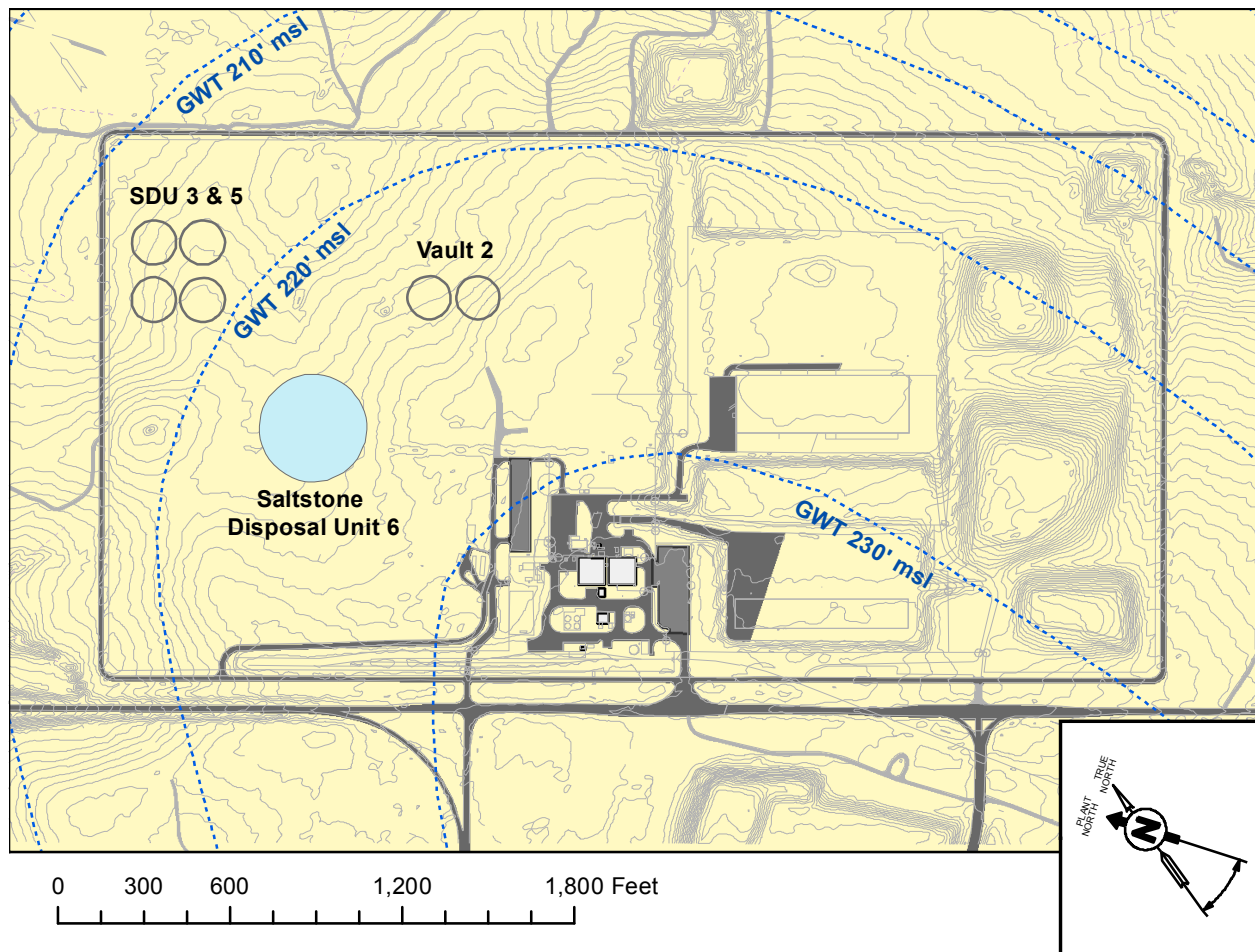 GWT 210' msl
SDU 3 & 5
Vault 2
GWT 220' msl
Saltstone
Disposal Unit 6
GWT 230' msl
PLANT
NORTH
TRUE
NORTH
N
0 300 600 1,200 1,800 Feet